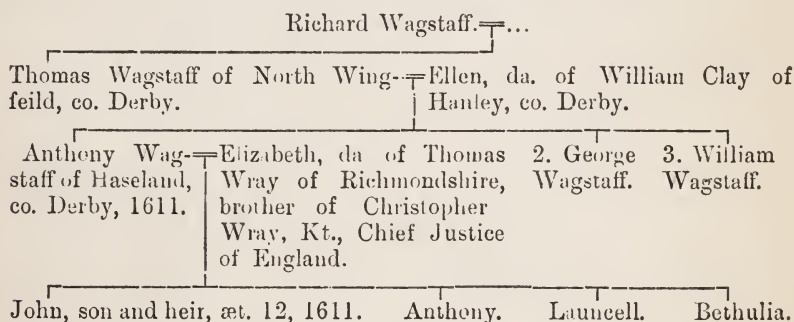 Richard Wagstaff.=...
Thomas Wagstaff of North Wing-=Ellen, da. of William Clay of
feild, co. Derby. Hanley, co. Derby.
Anthony Wag-=Elizabeth, da of Thomas 2. George 3. William
staff of Haseland, Wray of Richmondshire, Wagstaff. Wagstaff.
co. Derby, 1611. brother of Christopher
Wray, Kt., Chief Justice
of England.
John, son and heir, æt. 12, 1611. Anthony. Launcell. Bethulia.